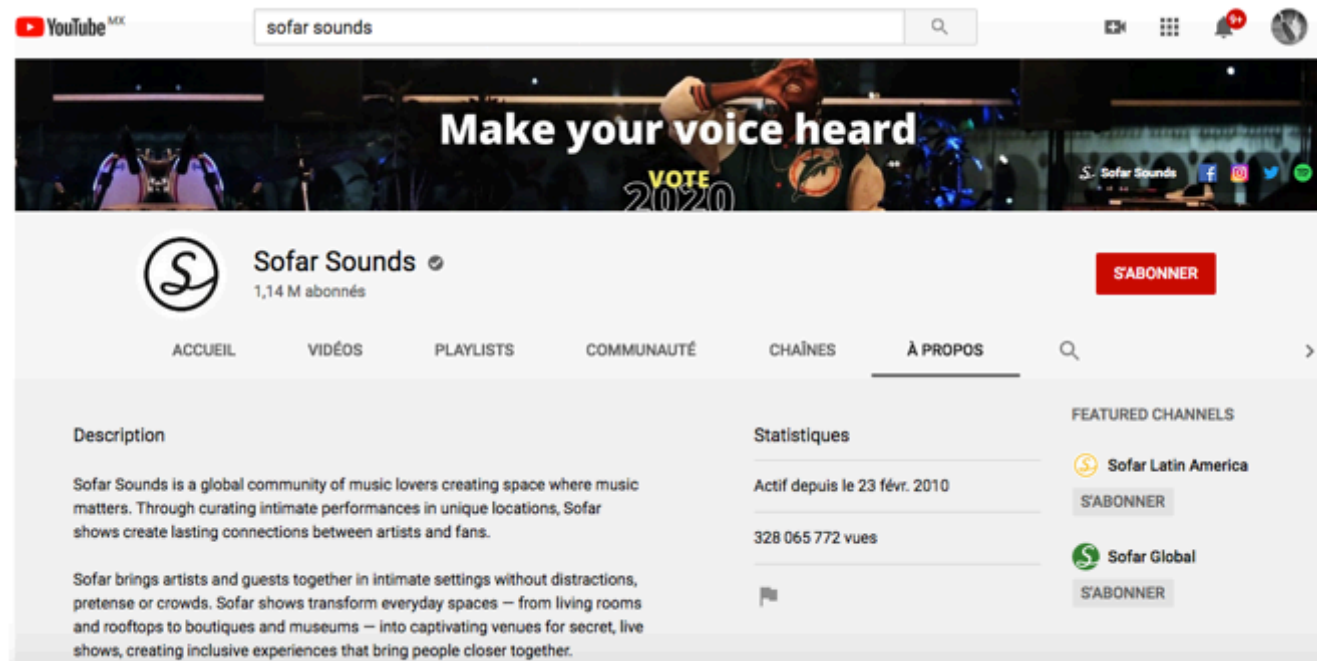 YouTube MX
sofar sounds
9+
Make your voice heard
VOTE
2020
Sofar Sounds
Sofar Sounds
1,14 M abonnés
S'ABONNER
ACCUEIL VIDÉOS PLAYLISTS COMMUNAUTÉ CHAÎNES À PROPOS
Description
Sofar Sounds is a global community of music lovers creating space where music
matters. Through curating intimate performances in unique locations, Sofar
shows create lasting connections between artists and fans.
Sofar brings artists and guests together in intimate settings without distractions,
pretense or crowds. Sofar shows transform everyday spaces — from living rooms
and rooftops to boutiques and museums — into captivating venues for secret, live
shows, creating inclusive experiences that bring people closer together.
Statistiques
Actif depuis le 23 févr. 2010
328 065 772 vues
FEATURED CHANNELS
Sofar Latin America
S'ABONNER
Sofar Global
S'ABONNER